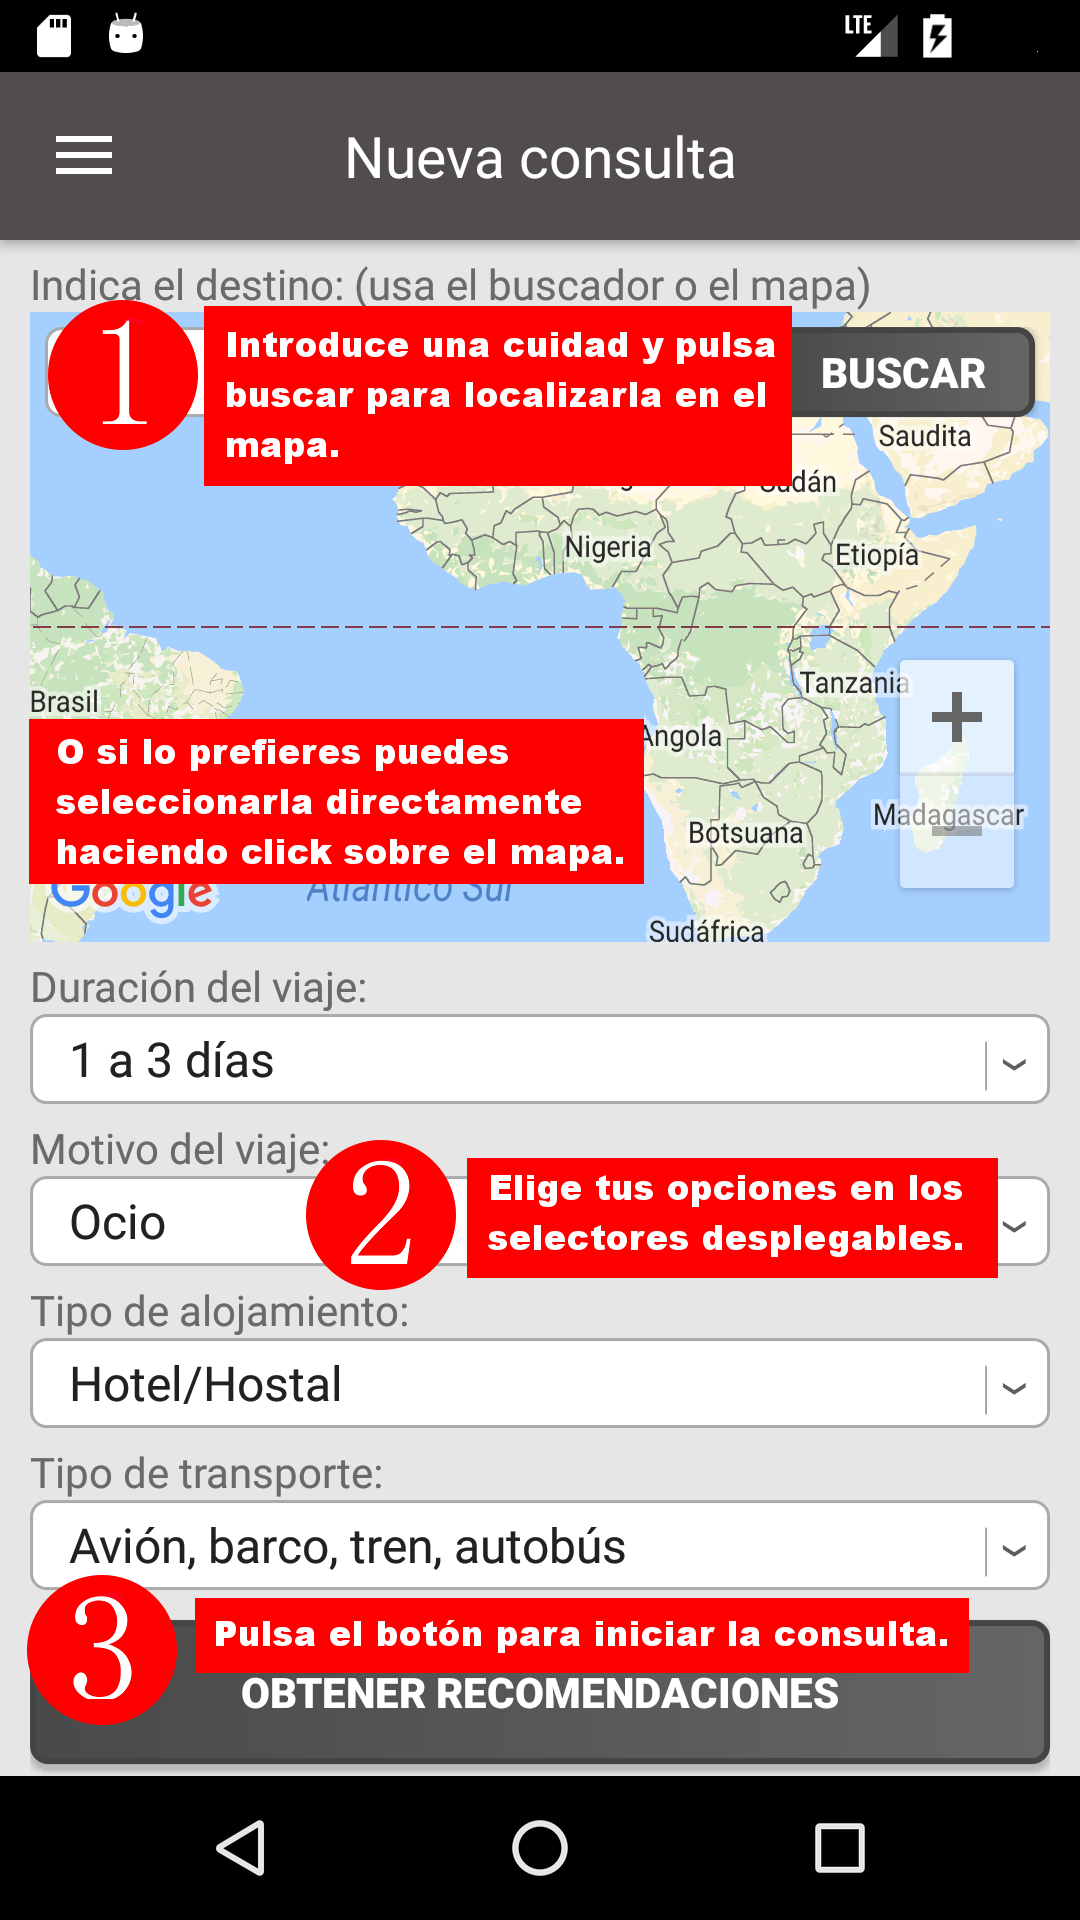 LTE
Nueva consulta
Indica el destino: (usa el buscador o el mapa)
1
Introduce una cuidad y pulsa
buscar para localizarla en el
mapa.
BUSCAR
Saudita
Sudán
Nigeria
Etiopía
Brasil
Tanzania
Angola
O si lo prefieres puedes
seleccionarla directamente
haciendo click sobre el mapa.
Madagascar
Botsuana
Google
Atlántico Sur
Sudáfrica
Duración del viaje:
1 a 3 días
Motivo del viaje:
Ocio
2
Elige tus opciones en los
selectores desplegables.
Tipo de alojamiento:
Hotel/Hostal
Tipo de transporte:
Avión, barco, tren, autobús
3
Pulsa el botón para iniciar la consulta.
OBTENER RECOMENDACIONES